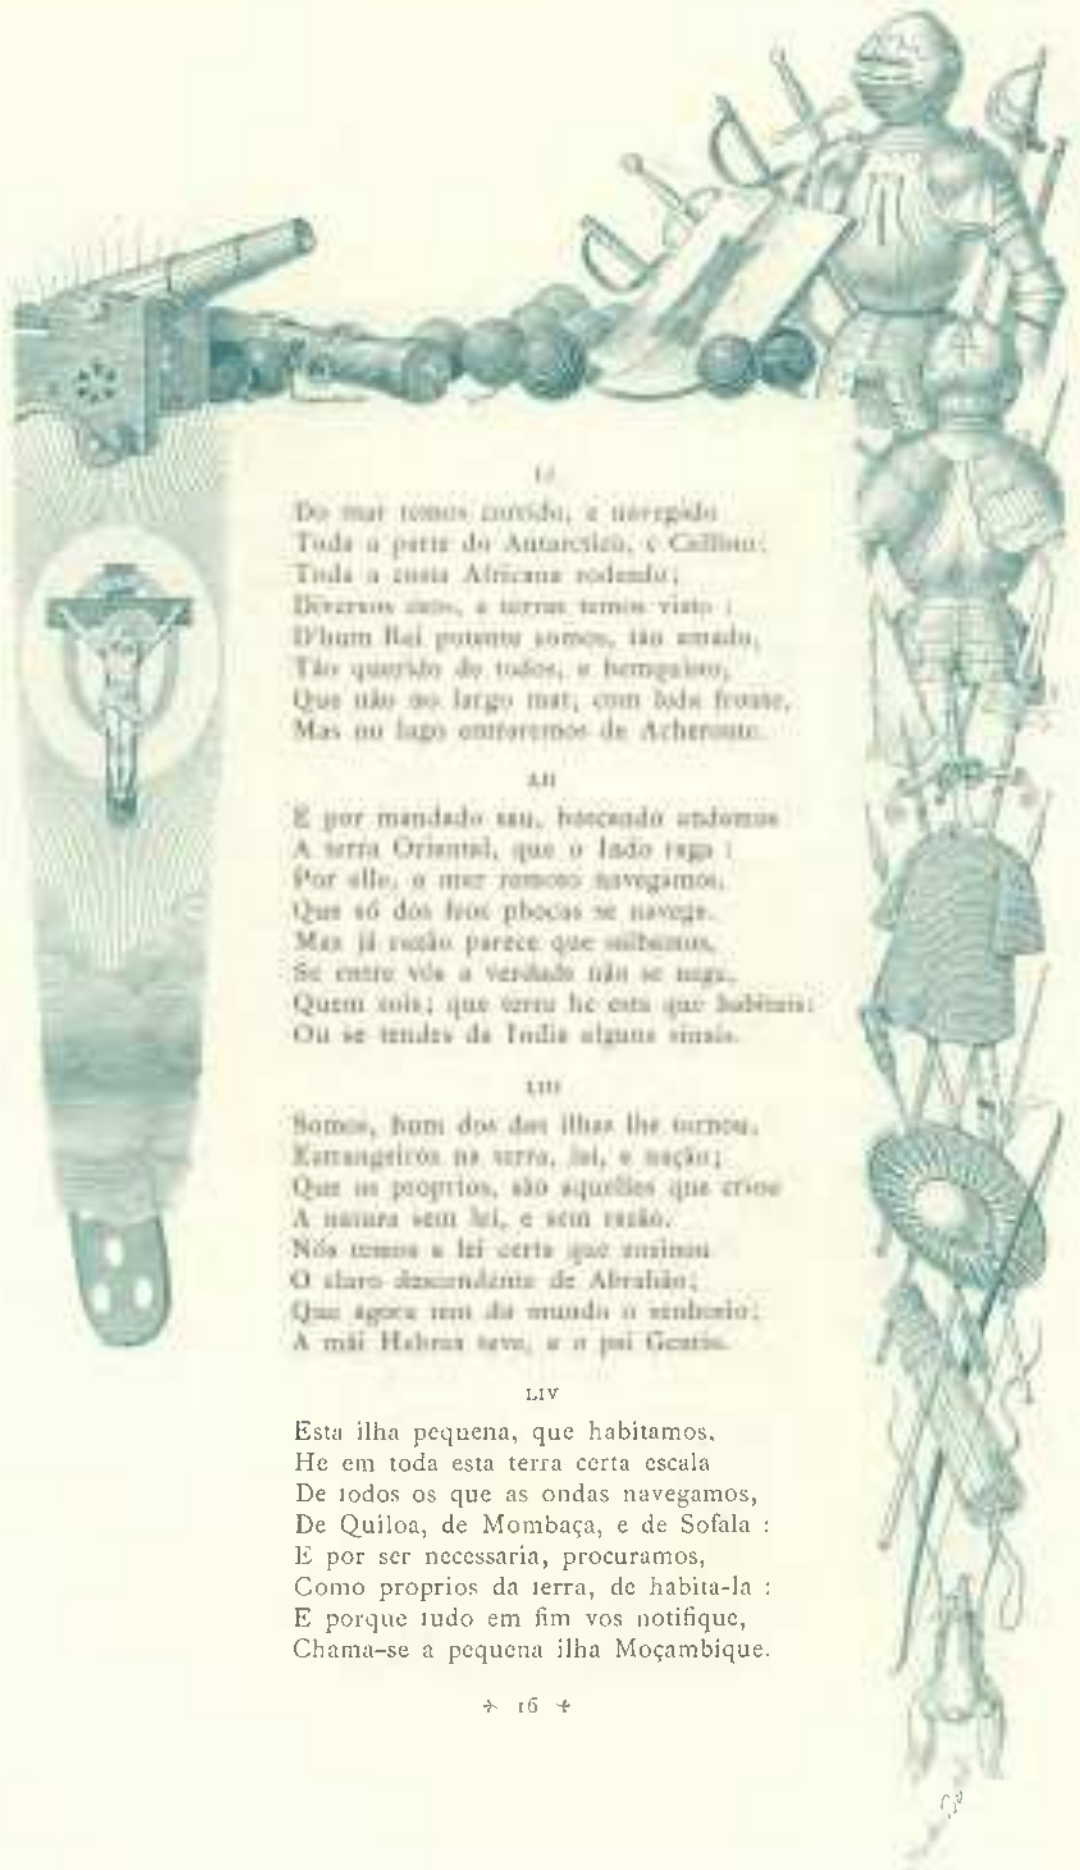 LI
Do mar temos corrido, e navegado
Toda a parte do Antarctico, e Callisto;
Toda a costa Africana rodeado;
Diversos ceos, e terras temos visto:
D'hum Rei potente somos, tão amado,
Tão querido de todos, e bemquisto,
Que não no largo mar, com leda fronte,
Mas no lago entraremos de Acheronte.
LII
E por mandado seu, buscando andamos
A terra Oriental, que o Indo rega:
Por elle, o mar remoto navegamos,
Que só dos feos phocas se navega.
Mas já razão parece que saibamos,
Se entre vós a verdade não se nega,
Quem sois; que terra he esta que habitais;
Ou se tendes da India alguns sinais.
LIII
Somos, hum dos das ilhas lhe tornou,
Estrangeiros na terra, lei, e nação;
Que os proprios, são aquelles que criou
A natura sem lei, e sem razão.
Nós temos a lei certa que ensinou
O claro descendente de Abrahão;
Que agora tem do mundo o senhorio;
A mãi Hebrea teve, e o pai Gentio.
LIV
Esta ilha pequena, que habitamos,
He em toda esta terra certa escala
De todos os que as ondas navegamos,
De Quiloa, de Mombaça, e de Sofala :
E por ser necessaria, procuramos,
Como proprios da terra, de habita-la :
E porque tudo em fim vos notifique,
Chama-se a pequena ilha Moçambique.
16